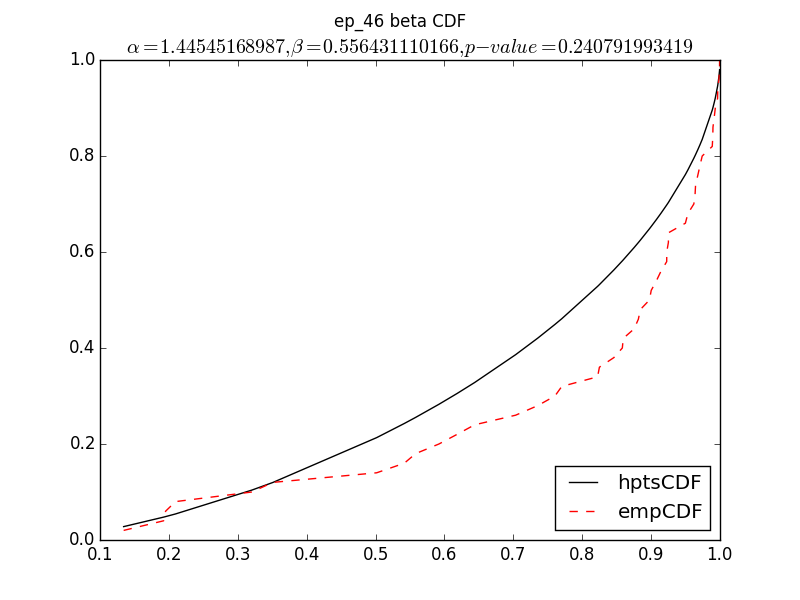 ep_46 beta CDF
α=1.44545168987,β=0.556431110166,p−value=0.240791993419
1.0
0.8
0.6
0.4
0.2
0.0
0.1 0.2 0.3 0.4 0.5 0.6 0.7 0.8 0.9 1.0
hptsCDF
empCDF